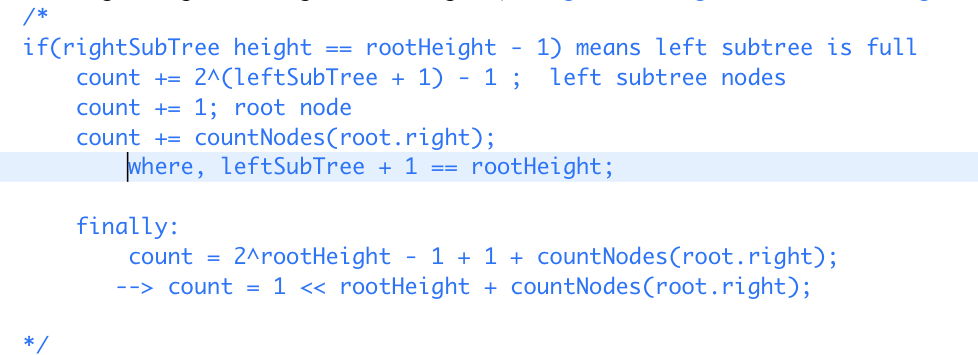 /*
if(rightSubTree height == rootHeight - 1) means left subtree is full
count += 2^(leftSubTree + 1) - 1 ;  left subtree nodes
count += 1; root node
count += countNodes(root.right);
where, leftSubTree + 1 == rootHeight;
finally:
count = 2^rootHeight - 1 + 1 + countNodes(root.right);
--> count = 1 << rootHeight + countNodes(root.right);
*/